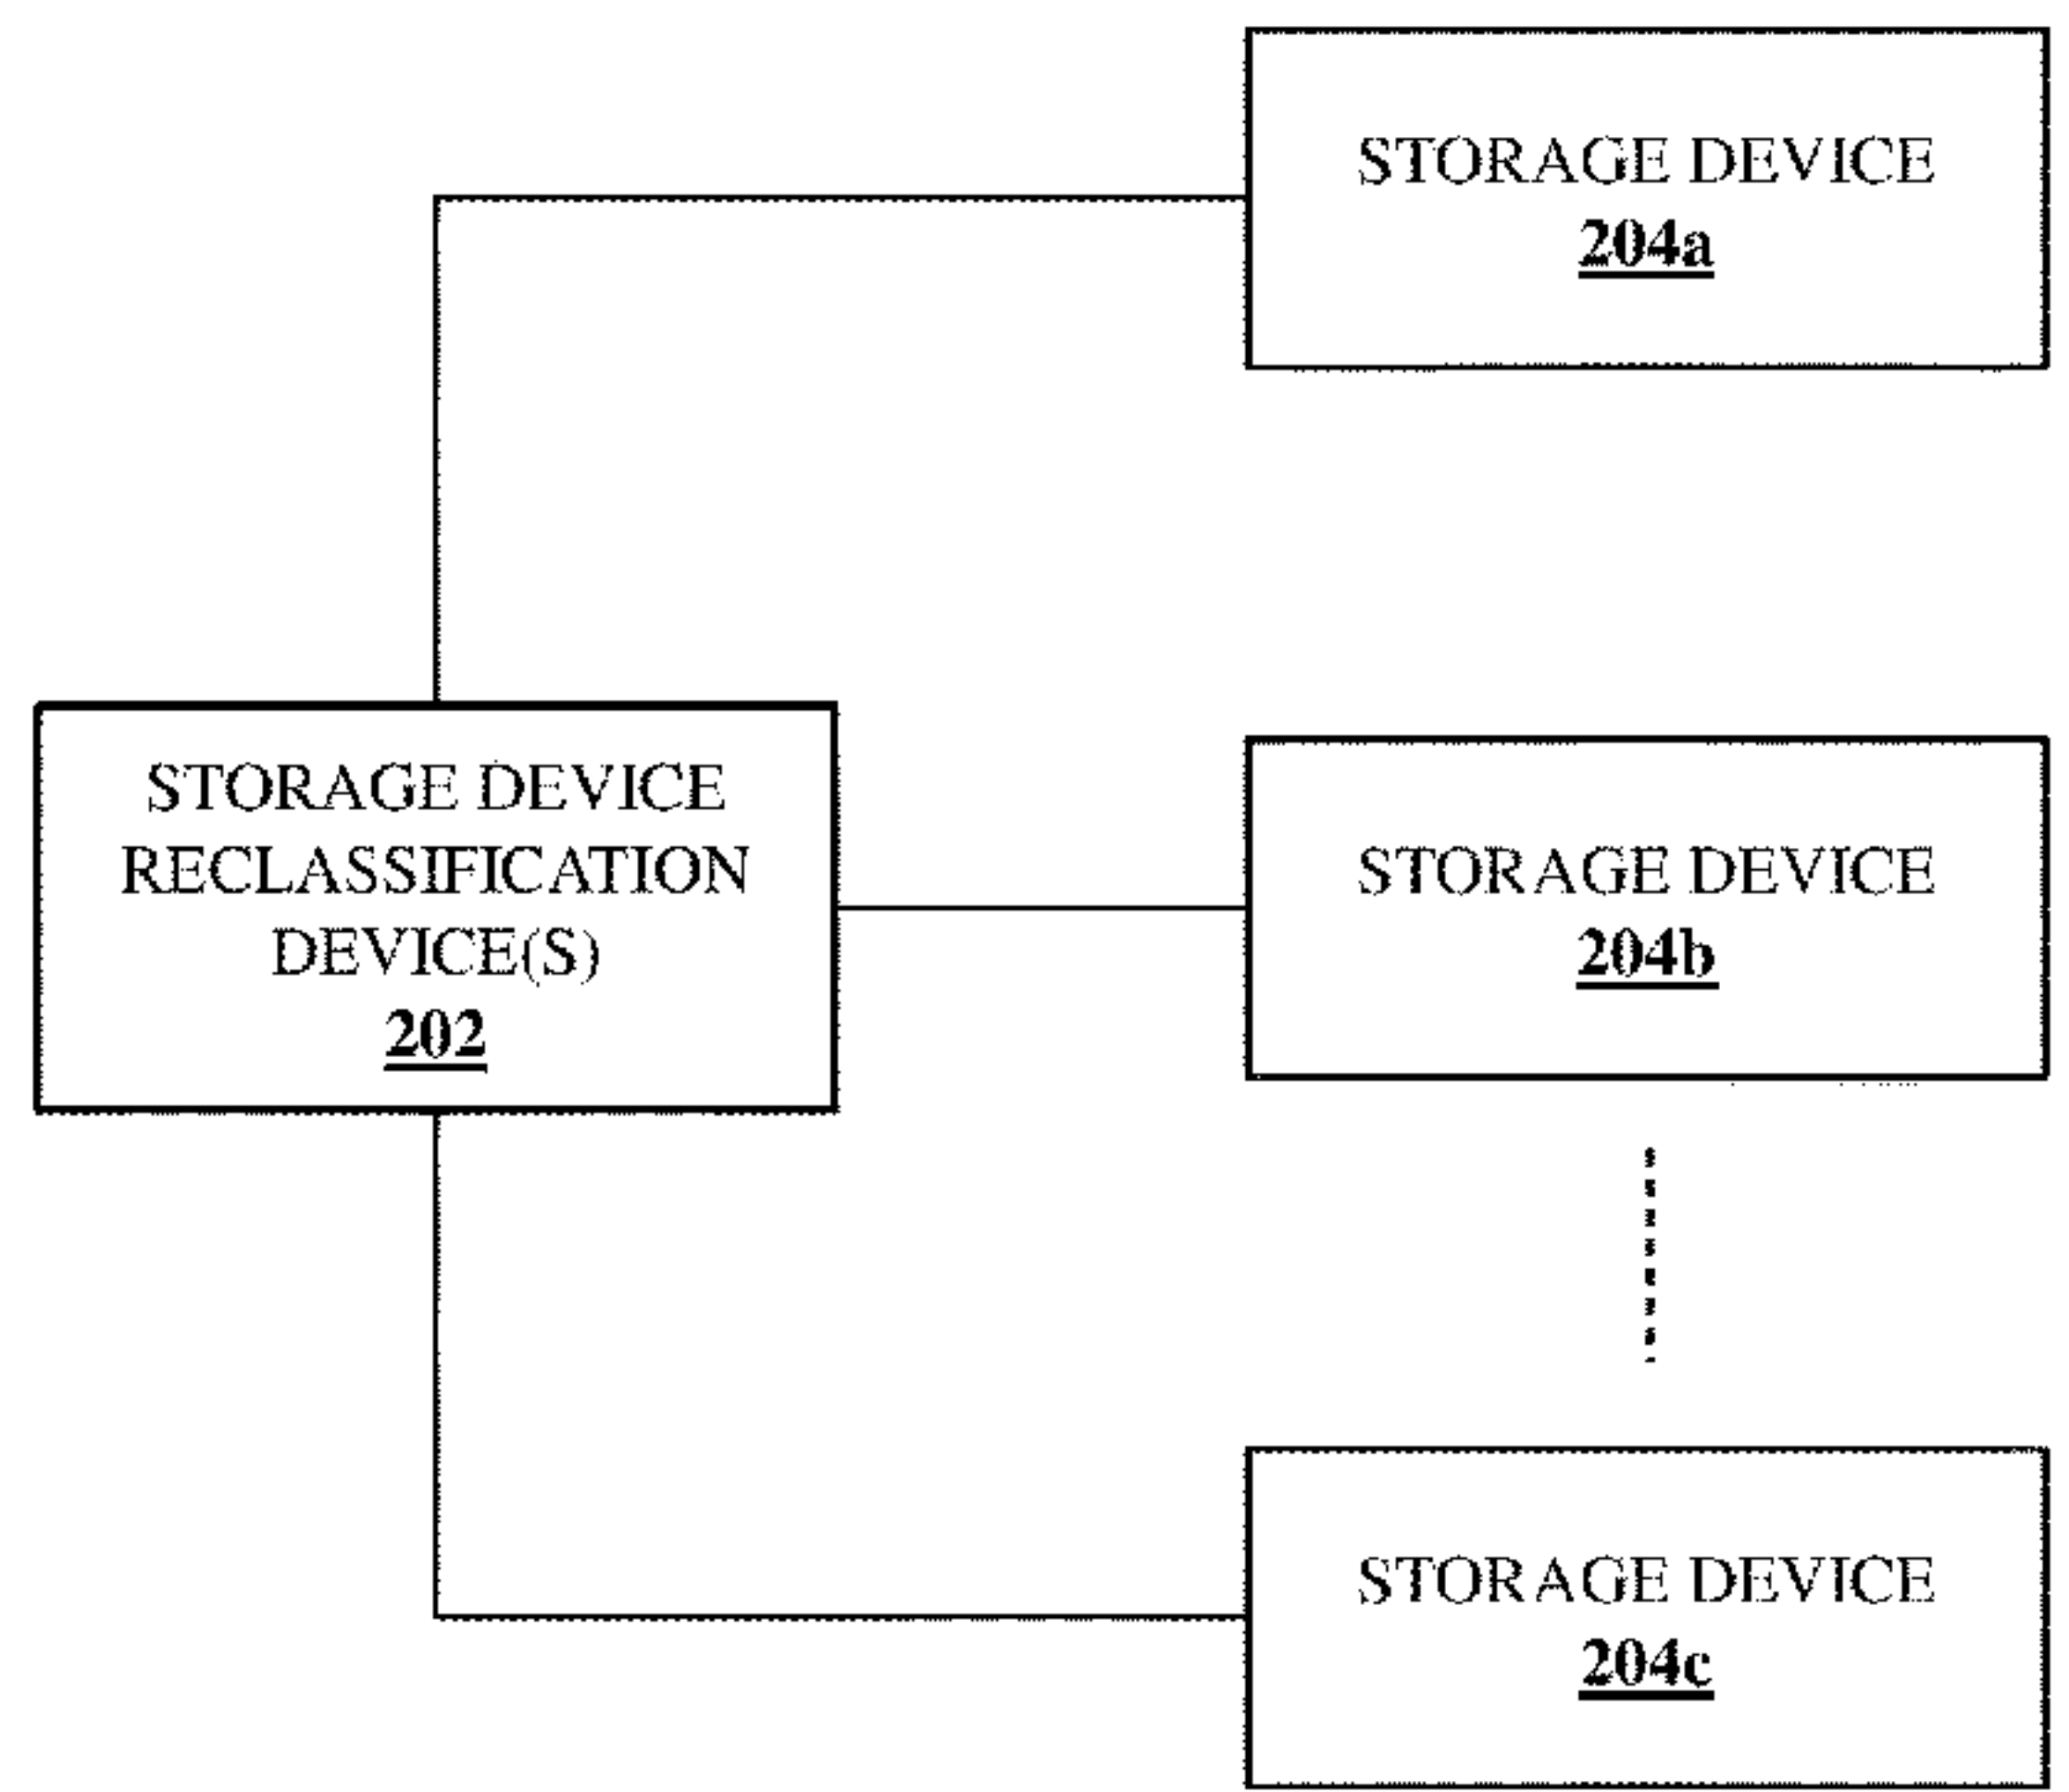 STORAGE DEVICE
204a
STORAGE DEVICE
RECLASSIFICATION
DEVICE(S)
202
STORAGE DEVICE
204b
STORAGE DEVICE
204c